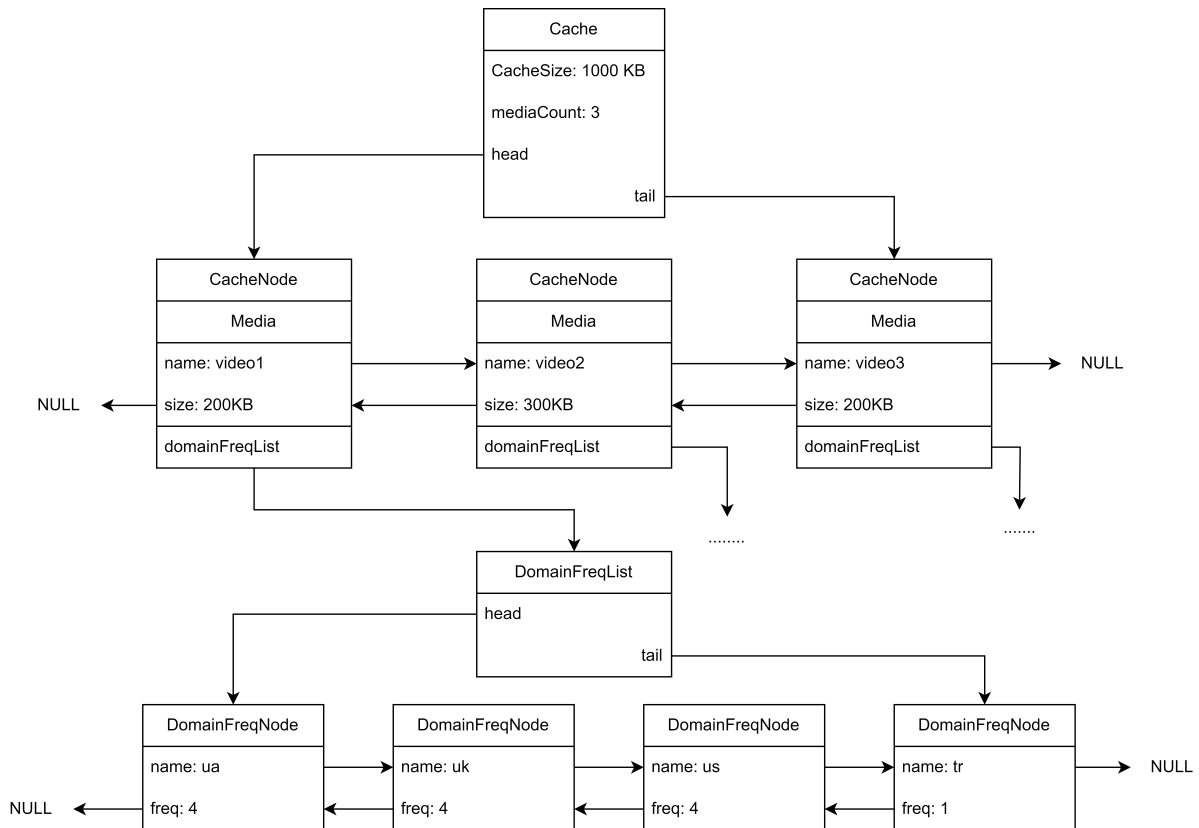 Cache
CacheSize: 1000 KB
mediaCount: 3
head
tail
CacheNode
Media
name: video1
size: 200KB
domainFreqList
CacheNode
Media
name: video2
size: 300KB
domainFreqList
CacheNode
Media
name: video3
size: 200KB
domainFreqList
NULL
NULL
........
.......
DomainFreqList
head
tail
DomainFreqNode
name: ua
freq: 4
DomainFreqNode
name: uk
freq: 4
DomainFreqNode
name: us
freq: 4
DomainFreqNode
name: tr
freq: 1
NULL
NULL